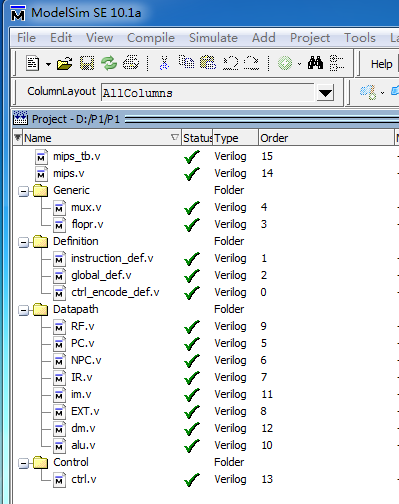 ModelSim SE 10.1a
File Edit View Compile Simulate Add Project Tools
Help
ColumnLayout AllColumns
Project - D:/P1/P1
Name Status Type Order
mips_tb.v Verilog 15
mips.v Verilog 14
Generic Folder
mux.v Verilog 4
flopr.v Verilog 3
Definition Folder
instruction_def.v Verilog 1
global_def.v Verilog 2
ctrl_encode_def.v Verilog 0
Datapath Folder
RF.v Verilog 9
PC.v Verilog 5
NPC.v Verilog 6
IR.v Verilog 7
im.v Verilog 11
EXT.v Verilog 8
dm.v Verilog 12
alu.v Verilog 10
Control Folder
ctrl.v Verilog 13